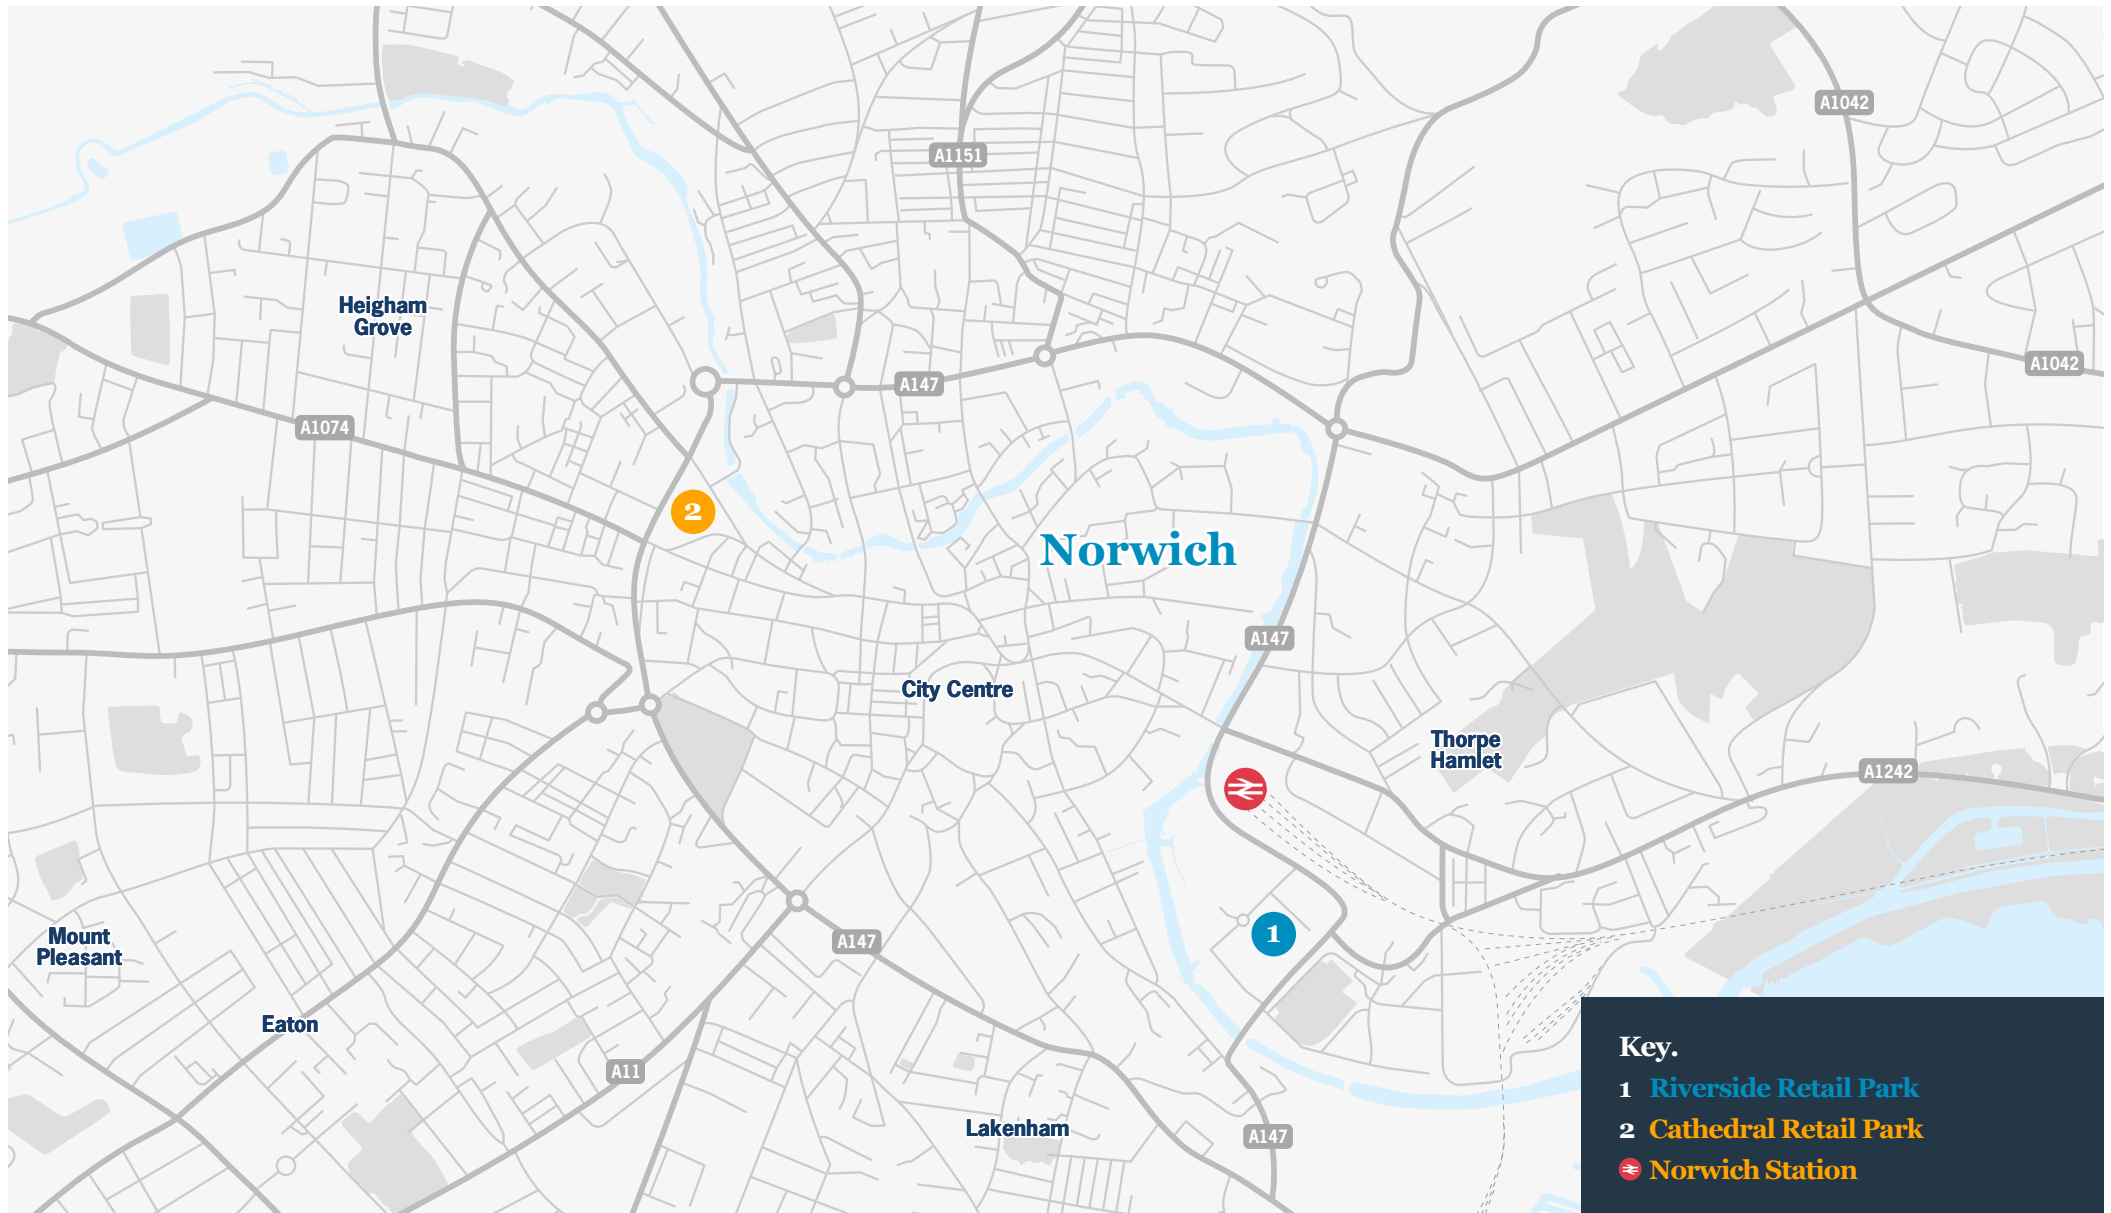 A1042
A1151
Heigham
Grove
A1042
A147
A1074
2
Norwich
A147
City Centre
Thorpe
Hamlet
A1242
1
Mount
Pleasant
A147
Eaton
A11
Lakenham
A147
Key.
1 Riverside Retail Park
2 Cathedral Retail Park
Norwich Station